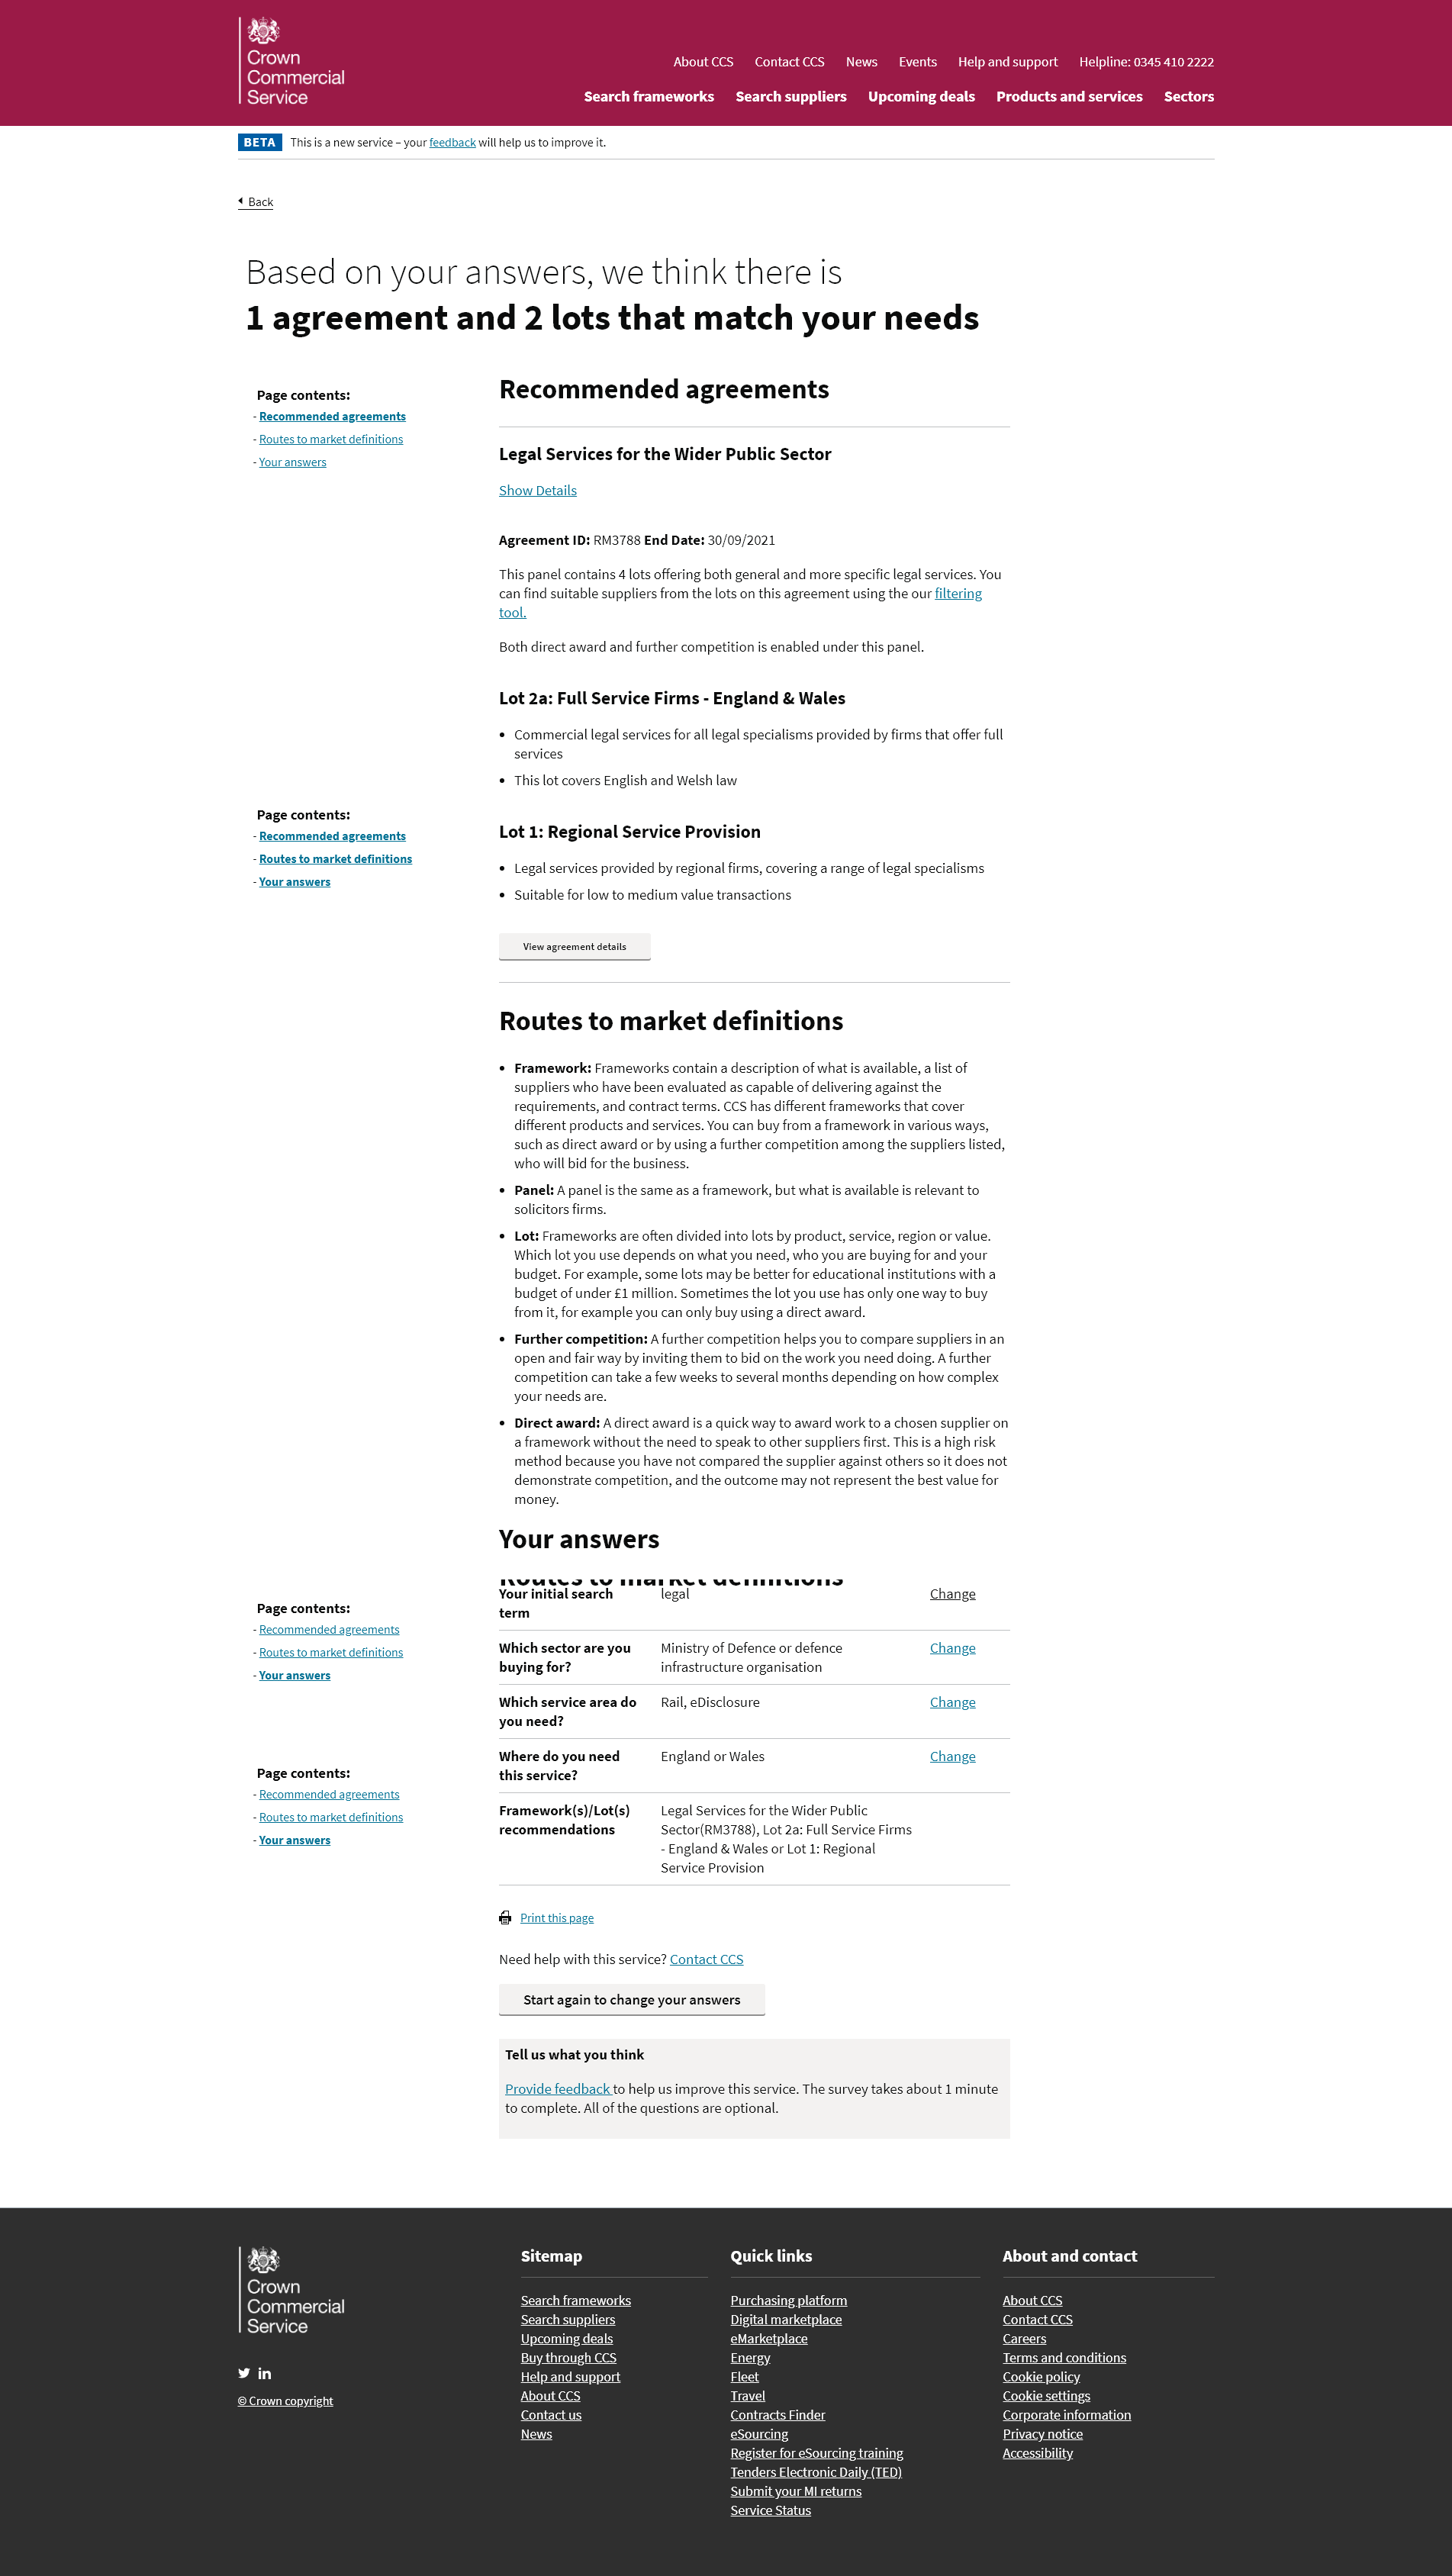 Crown
Commercial
Service
About CCS Contact CCS News Events Help and support Helpline: 0345 410 2222
Search frameworks Search suppliers Upcoming deals Products and services Sectors
BETA This is a new service – your feedback will help us to improve it.
Back
Based on your answers, we think there is
1 agreement and 2 lots that match your needs
Page contents:
- Recommended agreements
- Routes to market definitions
- Your answers
Recommended agreements
Legal Services for the Wider Public Sector
Show Details
Agreement ID: RM3788 End Date: 30/09/2021
This panel contains 4 lots offering both general and more specific legal services. You
can find suitable suppliers from the lots on this agreement using the our filtering
tool.
Both direct award and further competition is enabled under this panel.
Lot 2a: Full Service Firms - England & Wales
• Commercial legal services for all legal specialisms provided by firms that offer full
services
• This lot covers English and Welsh law
Page contents:
- Recommended agreements
- Routes to market definitions
- Your answers
Lot 1: Regional Service Provision
• Legal services provided by regional firms, covering a range of legal specialisms
• Suitable for low to medium value transactions
View agreement details
Routes to market definitions
• Framework: Frameworks contain a description of what is available, a list of
suppliers who have been evaluated as capable of delivering against the
requirements, and contract terms. CCS has different frameworks that cover
different products and services. You can buy from a framework in various ways,
such as direct award or by using a further competition among the suppliers listed,
who will bid for the business.
• Panel: A panel is the same as a framework, but what is available is relevant to
solicitors firms.
• Lot: Frameworks are often divided into lots by product, service, region or value.
Which lot you use depends on what you need, who you are buying for and your
budget. For example, some lots may be better for educational institutions with a
budget of under £1 million. Sometimes the lot you use has only one way to buy
from it, for example you can only buy using a direct award.
• Further competition: A further competition helps you to compare suppliers in an
open and fair way by inviting them to bid on the work you need doing. A further
competition can take a few weeks to several months depending on how complex
your needs are.
• Direct award: A direct award is a quick way to award work to a chosen supplier on
a framework without the need to speak to other suppliers first. This is a high risk
method because you have not compared the supplier against others so it does not
demonstrate competition, and the outcome may not represent the best value for
money.
Your answers
Routes to market definitions
Your initial search legal Change
term
Which sector are you Ministry of Defence or defence Change
buying for? infrastructure organisation
Which service area do Rail, eDisclosure Change
you need?
Where do you need England or Wales Change
this service?
Framework(s)/Lot(s) Legal Services for the Wider Public
recommendations Sector(RM3788), Lot 2a: Full Service Firms
- England & Wales or Lot 1: Regional
Service Provision
Page contents:
- Recommended agreements
- Routes to market definitions
- Your answers
Page contents:
- Recommended agreements
- Routes to market definitions
- Your answers
Print this page
Need help with this service? Contact CCS
Start again to change your answers
Tell us what you think
Provide feedback to help us improve this service. The survey takes about 1 minute
to complete. All of the questions are optional.
Crown
Commercial
Service
© Crown copyright
Sitemap
Search frameworks
Search suppliers
Upcoming deals
Buy through CCS
Help and support
About CCS
Contact us
News
Quick links
Purchasing platform
Digital marketplace
eMarketplace
Energy
Fleet
Travel
Contracts Finder
eSourcing
Register for eSourcing training
Tenders Electronic Daily (TED)
Submit your MI returns
Service Status
About and contact
About CCS
Contact CCS
Careers
Terms and conditions
Cookie policy
Cookie settings
Corporate information
Privacy notice
Accessibility